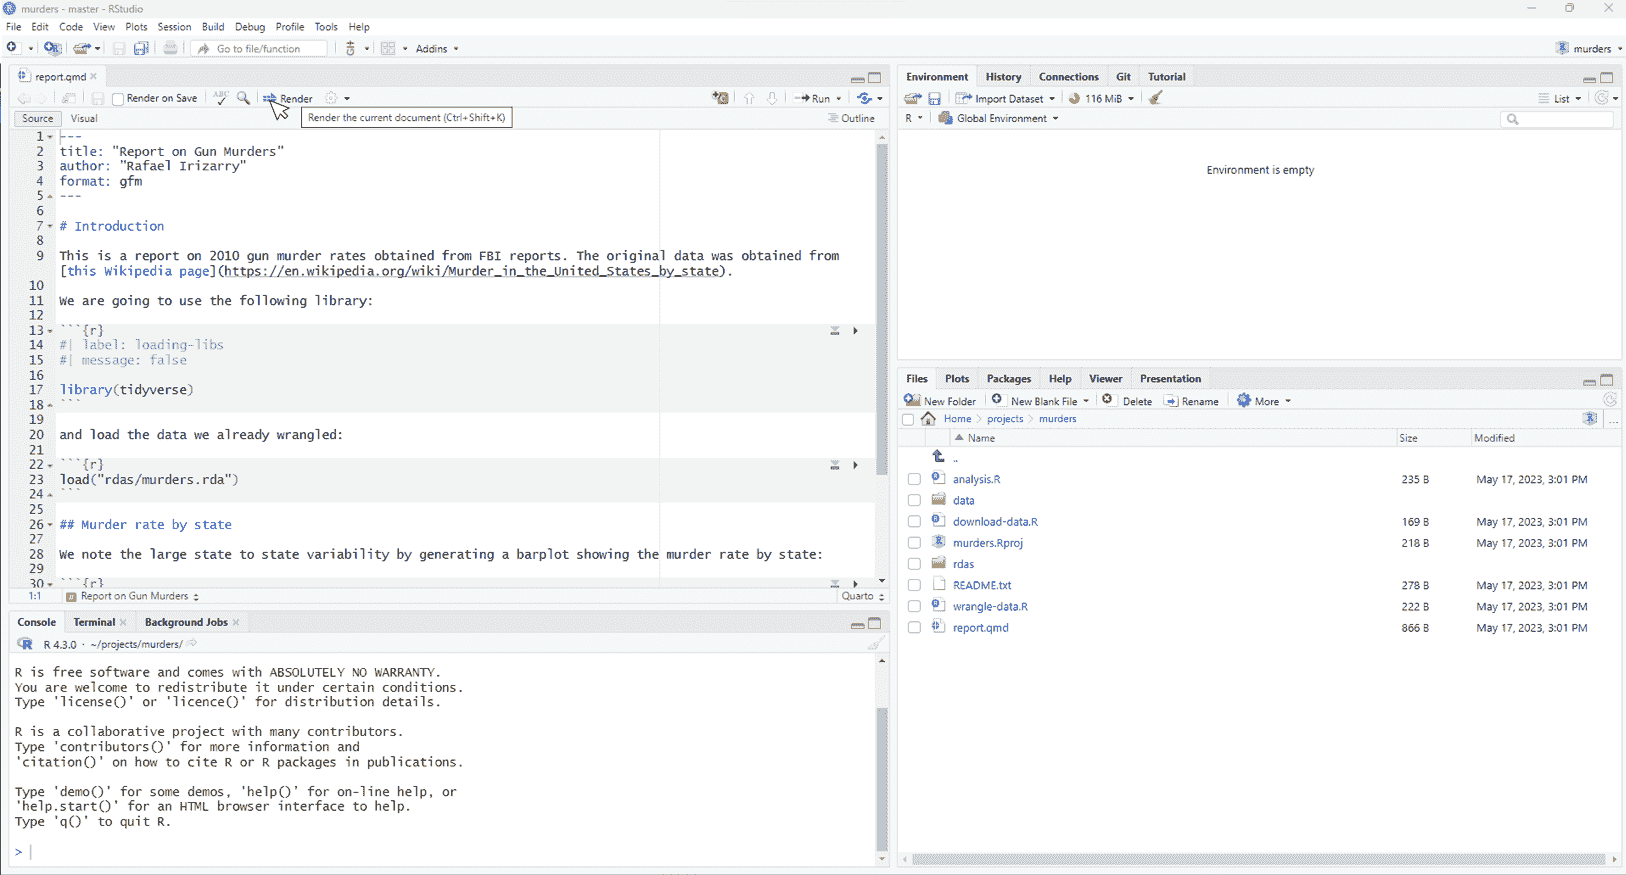 murders - master - RStudio
File Edit Code View Plots Session Build Debug Profile Tools Help
Go to file/function Addins murders
report.qmd
Render on Save ABC Render Run
Render the current document (Ctrl+Shift+K)
Source Visual Outline
1 ---
2 title: "Report on Gun Murders"
3 author: "Rafael Irizarry"
4 format: gfm
5 ---
6
7 # Introduction
8
9 This is a report on 2010 gun murder rates obtained from FBI reports. The original data was obtained from
[this Wikipedia page](https://en.wikipedia.org/wiki/Murder_in_the_United_States_by_state).
10
11 We are going to use the following library:
12
13 ```{r}
14 #| label: loading-libs
15 #| message: false
16
17 library(tidyverse)
18 ```
19
20 and load the data we already wrangled:
21
22 ```{r}
23 load("rdas/murders.rda")
24 ```
25
26 ## Murder rate by state
27
28 We note the large state to state variability by generating a barplot showing the murder rate by state:
29
30 ```{r}
1:1 Report on Gun Murders Quarto
Console Terminal Background Jobs
R 4.3.0 · ~/projects/murders/
R is free software and comes with ABSOLUTELY NO WARRANTY.
You are welcome to redistribute it under certain conditions.
Type 'license()' or 'licence()' for distribution details.
R is a collaborative project with many contributors.
Type 'contributors()' for more information and
'citation()' on how to cite R or R packages in publications.
Type 'demo()' for some demos, 'help()' for on-line help, or
'help.start()' for an HTML browser interface to help.
Type 'q()' to quit R.
>
Environment History Connections Git Tutorial
Import Dataset 116 MiB List
R Global Environment
Environment is empty
Files Plots Packages Help Viewer Presentation
New Folder New Blank File Delete Rename More
Home projects murders ...
Name Size Modified
..
analysis.R 235 B May 17, 2023, 3:01 PM
data
download-data.R 169 B May 17, 2023, 3:01 PM
murders.Rproj 218 B May 17, 2023, 3:01 PM
rdas
README.txt 278 B May 17, 2023, 3:01 PM
wrangle-data.R 222 B May 17, 2023, 3:01 PM
report.qmd 866 B May 17, 2023, 3:01 PM